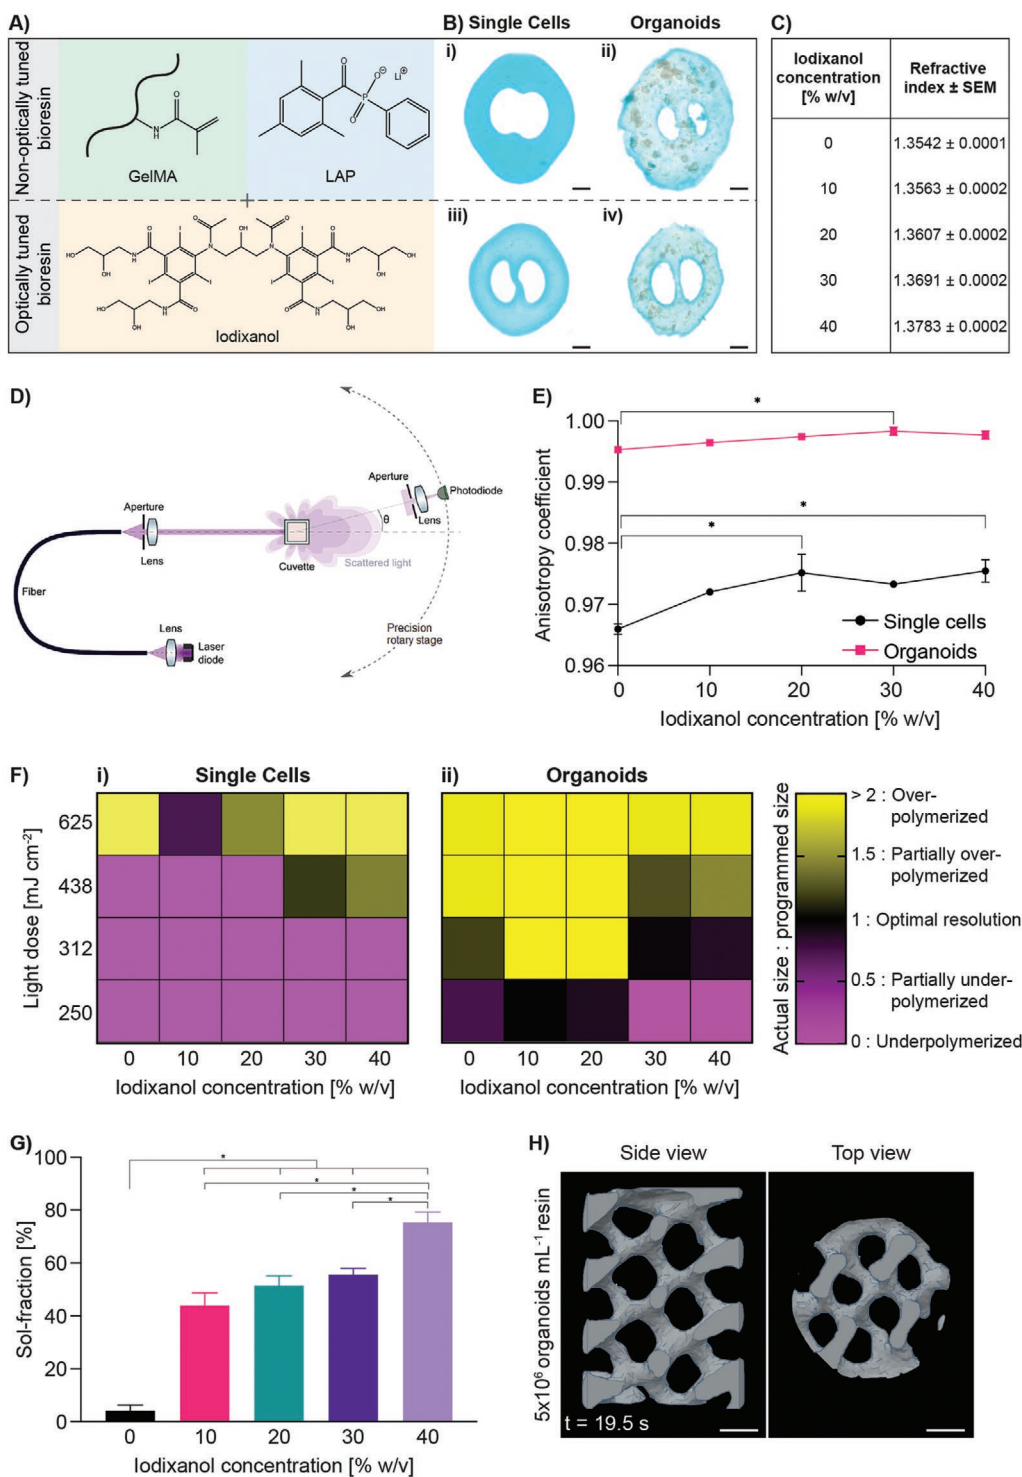 A)
Non-optically tuned
bioresin
GelMA
LAP
Li⊕
Optically tuned
bioresin
Iodixanol
B) Single Cells Organoids
i) ii)
iii) iv)
C)
Iodixanol
concentration
[% w/v]
Refractive
index ± SEM
0 1.3542 ± 0.0001
10 1.3563 ± 0.0002
20 1.3607 ± 0.0002
30 1.3691 ± 0.0002
40 1.3783 ± 0.0002
D)
Aperture
Lens
Fiber
Lens
Laser
diode
Cuvette
Scattered light
Aperture
Photodiode
Lens
θ
Precision
rotary stage
E)
Anisotropy coefficient
1.00
0.99
0.98
0.97
0.96
* * *
Single cells
Organoids
0 10 20 30 40
Iodixanol concentration [% w/v]
F) i) Single Cells
Light dose [mJ cm⁻²]
625
438
312
250
0 10 20 30 40
Iodixanol concentration [% w/v]
ii) Organoids
0 10 20 30 40
Iodixanol concentration [% w/v]
Actual size : programmed size
> 2 : Over-
polymerized
1.5 : Partially over-
polymerized
1 : Optimal resolution
0.5 : Partially under-
polymerized
0 : Underpolymerized
G)
Sol-fraction [%]
100
80
60
40
20
0
* * * *
0 10 20 30 40
Iodixanol concentration [% w/v]
H)
Side view Top view
5x10⁶ organoids mL⁻¹ resin
t = 19.5 s